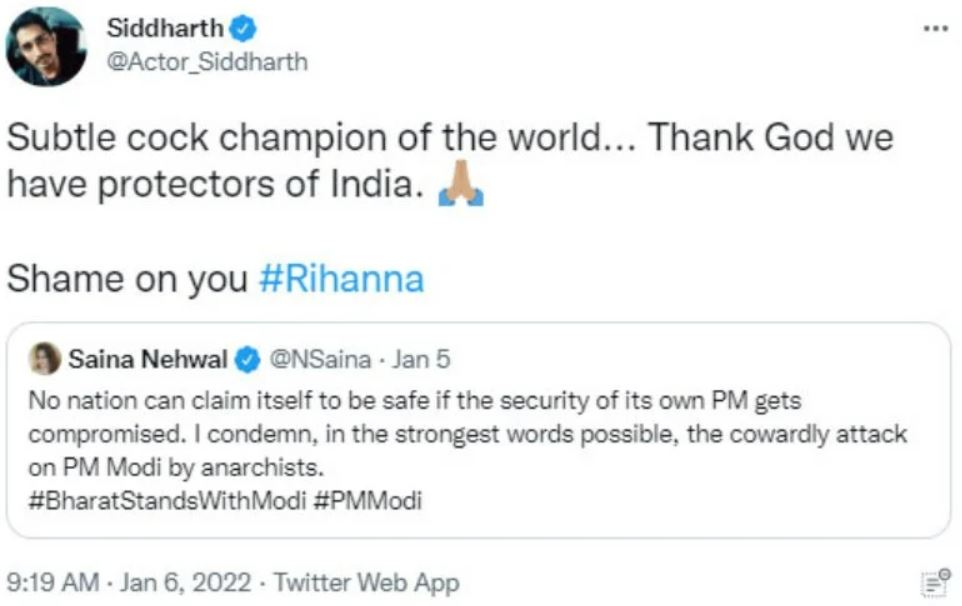 Siddharth
@Actor_Siddharth
Subtle cock champion of the world... Thank God we
have protectors of India. 🙏🏽
Shame on you #Rihanna
Saina Nehwal @NSaina · Jan 5
No nation can claim itself to be safe if the security of its own PM gets
compromised. I condemn, in the strongest words possible, the cowardly attack
on PM Modi by anarchists.
#BharatStandsWithModi #PMModi
9:19 AM · Jan 6, 2022 · Twitter Web App